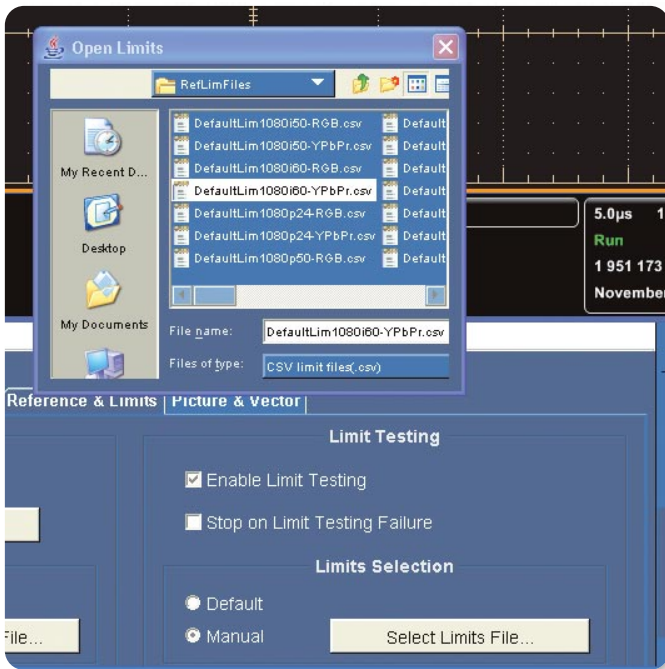 Open Limits
RefLimFiles
My Recent D...
Desktop
My Documents
DefaultLim1080i50-RGB.csv Default
DefaultLim1080i50-YPbPr.csv Default
DefaultLim1080i60-RGB.csv Default
DefaultLim1080i60-YPbPr.csv Default
DefaultLim1080p24-RGB.csv Default
DefaultLim1080p24-YPbPr.csv Default
DefaultLim1080p50-RGB.csv Default
File name: DefaultLim1080i60-YPbPr.csv
Files of type: CSV limit files(.csv)
5.0µs 1
Run
1 951 173
November
Reference & Limits Picture & Vector
Limit Testing
Enable Limit Testing
Stop on Limit Testing Failure
Limits Selection
Default
Manual
File...
Select Limits File...